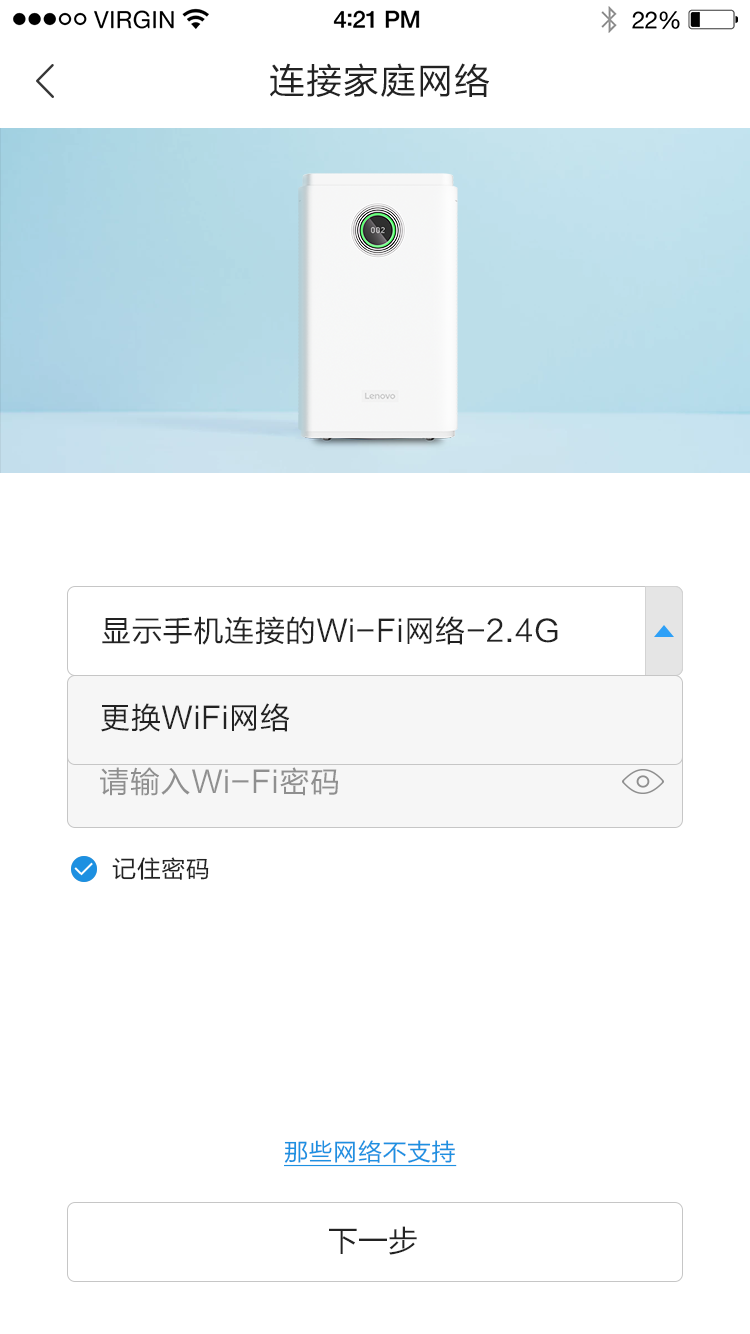 VIRGIN 4:21 PM 22%
连接家庭网络
002
Lenovo
显示手机连接的Wi-Fi网络-2.4G
更换WiFi网络
请输入Wi-Fi密码
记住密码
那些网络不支持
下一步